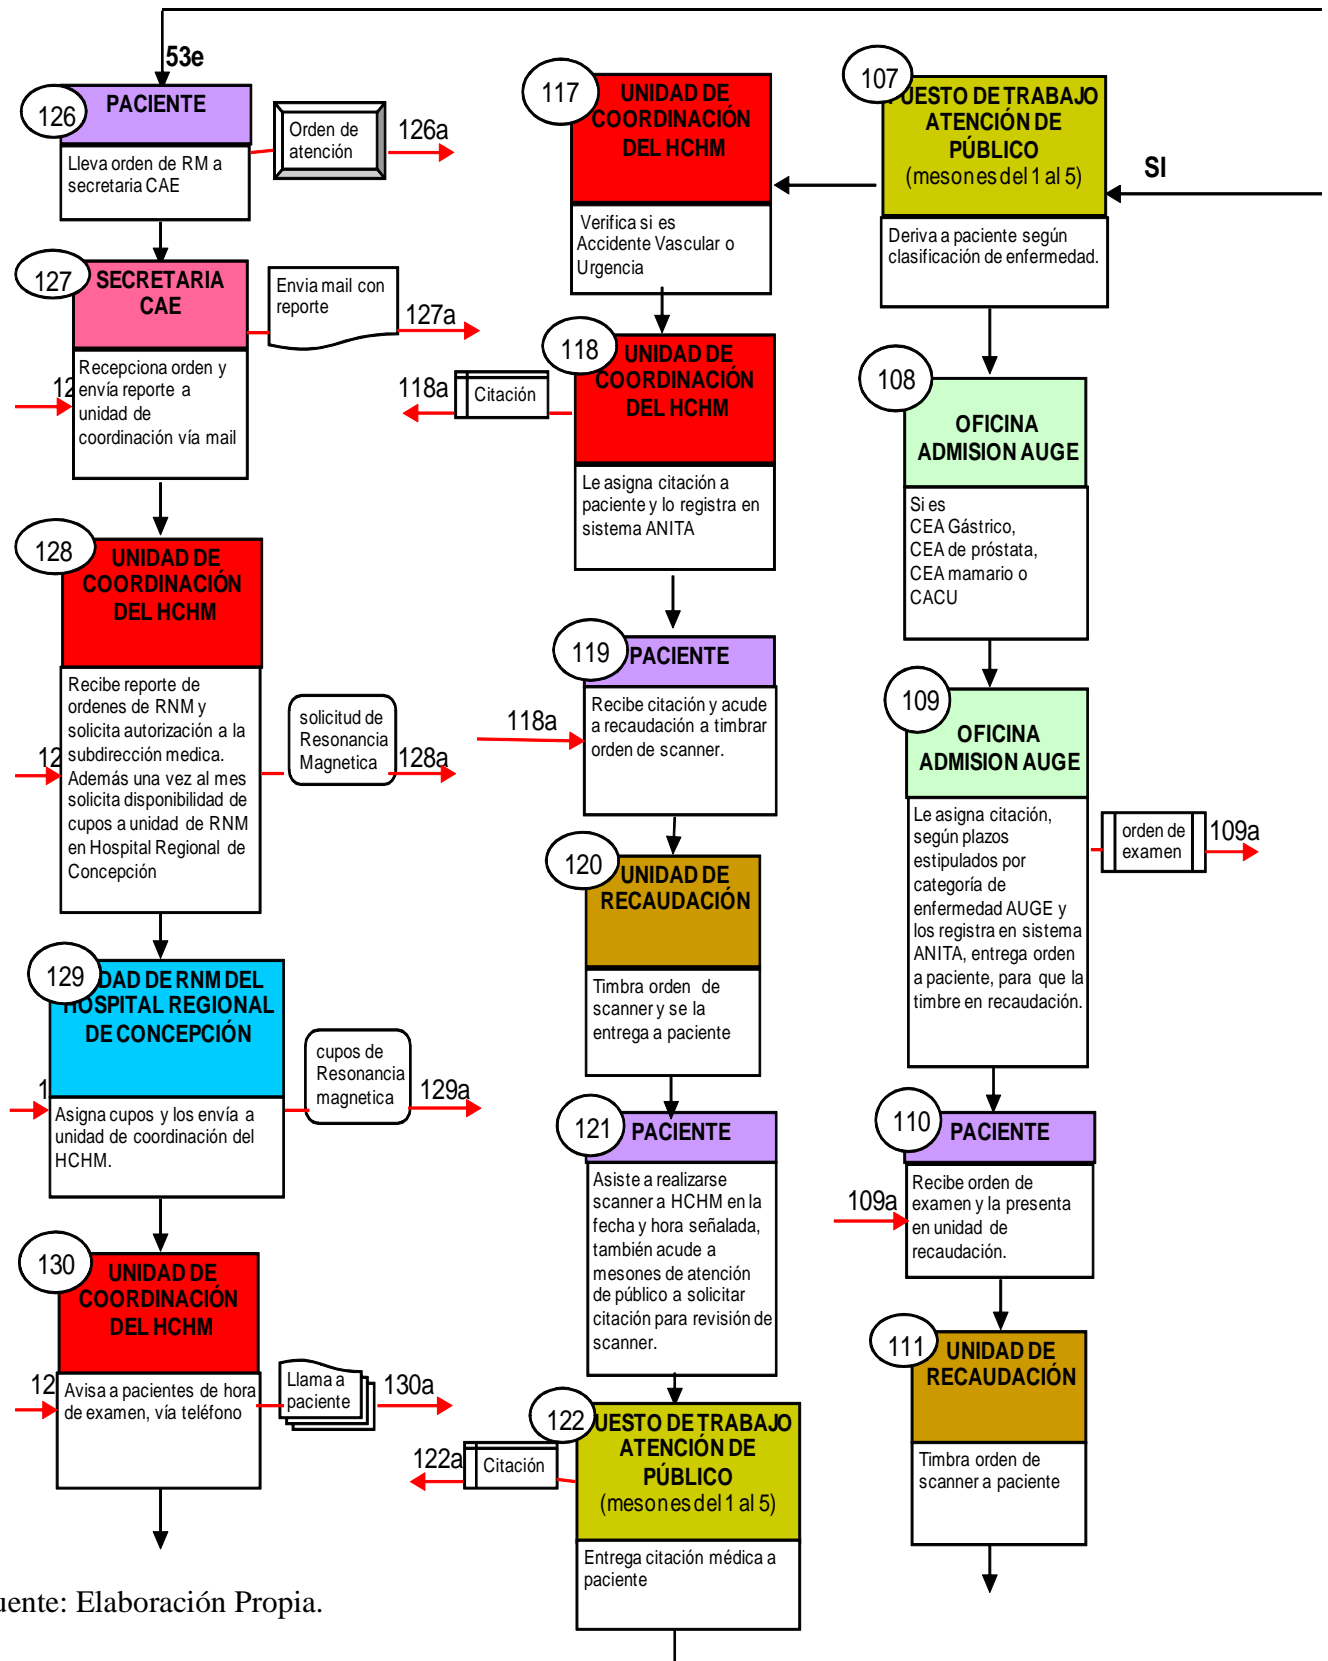 53e
126
PACIENTE
Lleva orden de RM a
secretaria CAE
Orden de
atención
126a
127
SECRETARIA
CAE
Recepciona orden y
envía reporte a
unidad de
coordinación vía mail
12
Envia mail con
reporte
127a
128
UNIDAD DE
COORDINACIÓN
DEL HCHM
Recibe reporte de
ordenes de RNM y
solicita autorización a la
subdirección medica.
Además una vez al mes
solicita disponibilidad de
cupos a unidad de RNM
en Hospital Regional de
Concepción
12
solicitud de
Resonancia
Magnetica
128a
129
DAD DE RNM DEL
HOSPITAL REGIONAL
DE CONCEPCIÓN
Asigna cupos y los envía a
unidad de coordinación del
HCHM.
1
cupos de
Resonancia
magnetica
129a
130
UNIDAD DE
COORDINACIÓN
DEL HCHM
Avisa a pacientes de hora
de examen, vía teléfono
12
Llama a
paciente
130a
uente: Elaboración Propia.
117
UNIDAD DE
COORDINACIÓN
DEL HCHM
Verifica si es
Accidente Vascular o
Urgencia
118
UNIDAD DE
COORDINACIÓN
DEL HCHM
Le asigna citación a
paciente y lo registra en
sistema ANITA
118a
Citación
119
PACIENTE
Recibe citación y acude
a recaudación a timbrar
orden de scanner.
118a
120
UNIDAD DE
RECAUDACIÓN
Timbra orden de
scanner y se la
entrega a paciente
121
PACIENTE
Asiste a realizarse
scanner a HCHM en la
fecha y hora señalada,
también acude a
mesones de atención
de público a solicitar
citación para revisión de
scanner.
122
UESTO DE TRABAJO
ATENCIÓN DE
PÚBLICO
(mesones del 1 al 5)
Entrega citación médica a
paciente
122a
Citación
107
PUESTO DE TRABAJO
ATENCIÓN DE
PÚBLICO
(mesones del 1 al 5)
Deriva a paciente según
clasificación de enfermedad.
SI
108
OFICINA
ADMISION AUGE
Si es
CEA Gástrico,
CEA de próstata,
CEA mamario o
CACU
109
OFICINA
ADMISION AUGE
Le asigna citación,
según plazos
estipulados por
categoría de
enfermedad AUGE y
los registra en sistema
ANITA, entrega orden
a paciente, para que la
timbre en recaudación.
orden de
examen
109a
110
PACIENTE
Recibe orden de
examen y la presenta
en unidad de
recaudación.
109a
111
UNIDAD DE
RECAUDACIÓN
Timbra orden de
scanner a paciente